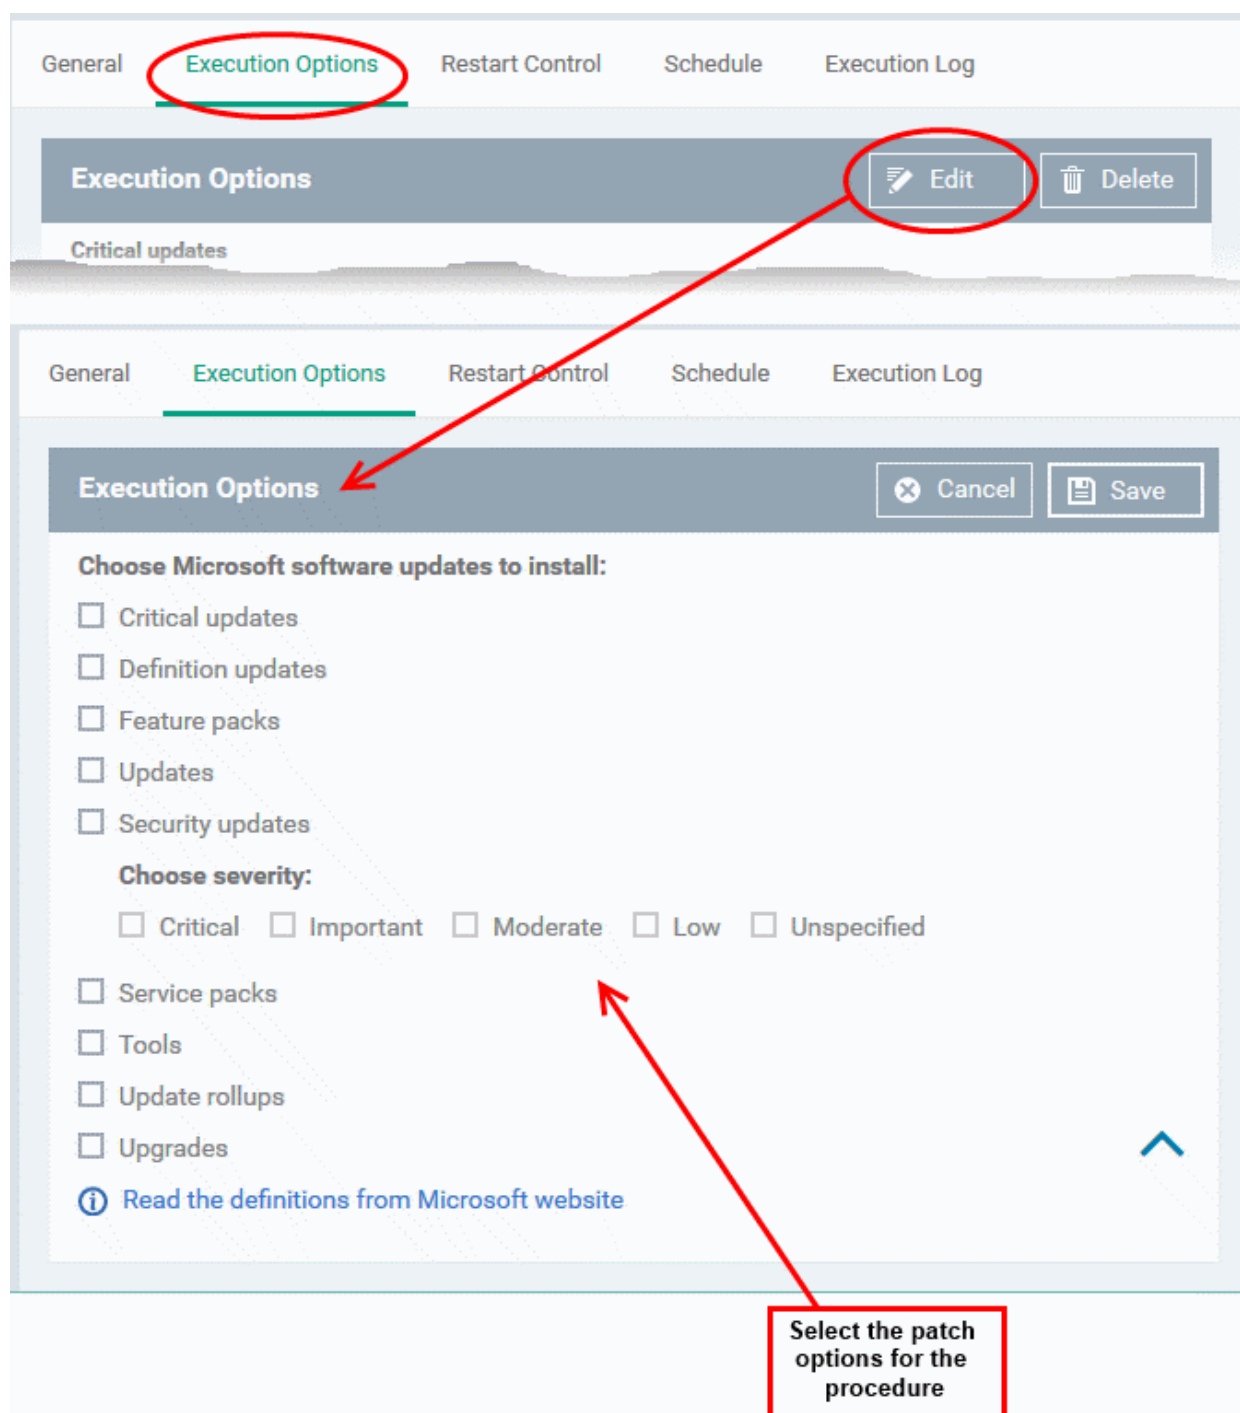 General Execution Options Restart Control Schedule Execution Log
Execution Options Edit Delete
Critical updates
General Execution Options Restart Control Schedule Execution Log
Execution Options Cancel Save
Choose Microsoft software updates to install:
Critical updates
Definition updates
Feature packs
Updates
Security updates
Choose severity:
Critical Important Moderate Low Unspecified
Service packs
Tools
Update rollups
Upgrades
Read the definitions from Microsoft website
Select the patch
options for the
procedure